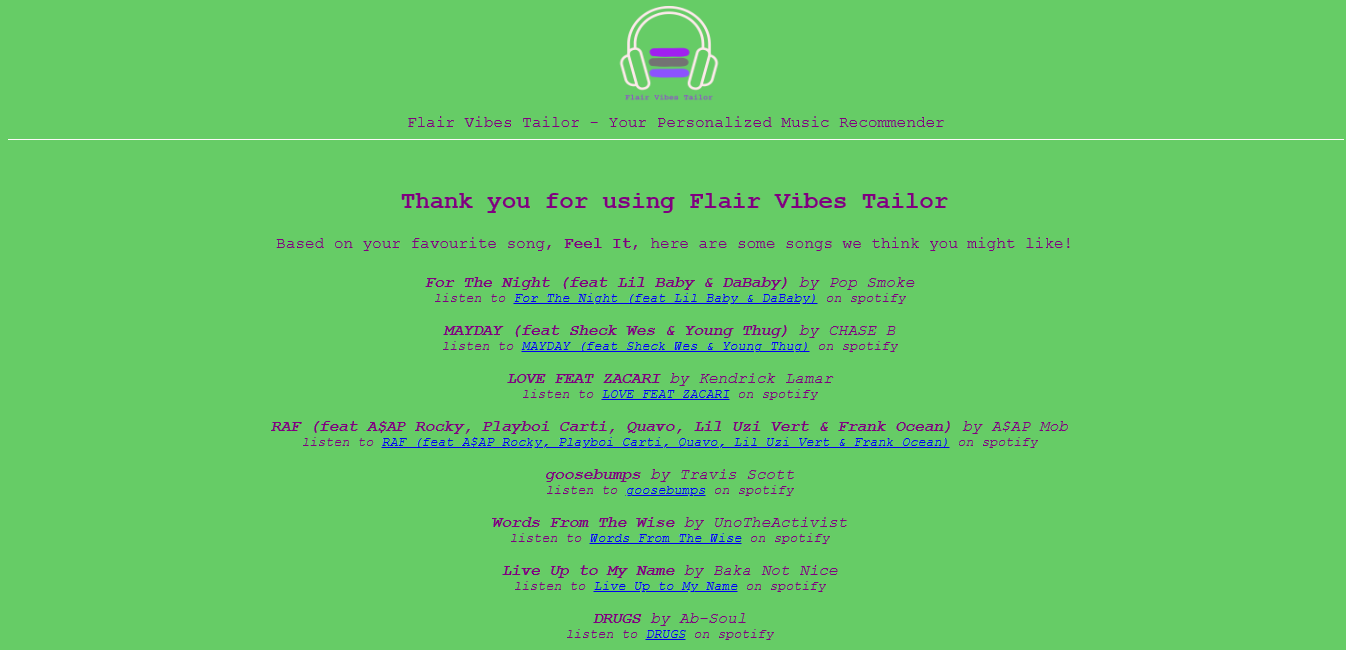 Flair Vibes Tailor
Flair Vibes Tailor - Your Personalized Music Recommender
Thank you for using Flair Vibes Tailor
Based on your favourite song, Feel It, here are some songs we think you might like!
For The Night (feat Lil Baby & DaBaby) by Pop Smoke
listen to For The Night (feat Lil Baby & DaBaby) on spotify
MAYDAY (feat Sheck Wes & Young Thug) by CHASE B
listen to MAYDAY (feat Sheck Wes & Young Thug) on spotify
LOVE FEAT ZACARI by Kendrick Lamar
listen to LOVE FEAT ZACARI on spotify
RAF (feat A$AP Rocky, Playboi Carti, Quavo, Lil Uzi Vert & Frank Ocean) by A$AP Mob
listen to RAF (feat A$AP Rocky, Playboi Carti, Quavo, Lil Uzi Vert & Frank Ocean) on spotify
goosebumps by Travis Scott
listen to goosebumps on spotify
Words From The Wise by UnoTheActivist
listen to Words From The Wise on spotify
Live Up to My Name by Baka Not Nice
listen to Live Up to My Name on spotify
DRUGS by Ab-Soul
listen to DRUGS on spotify